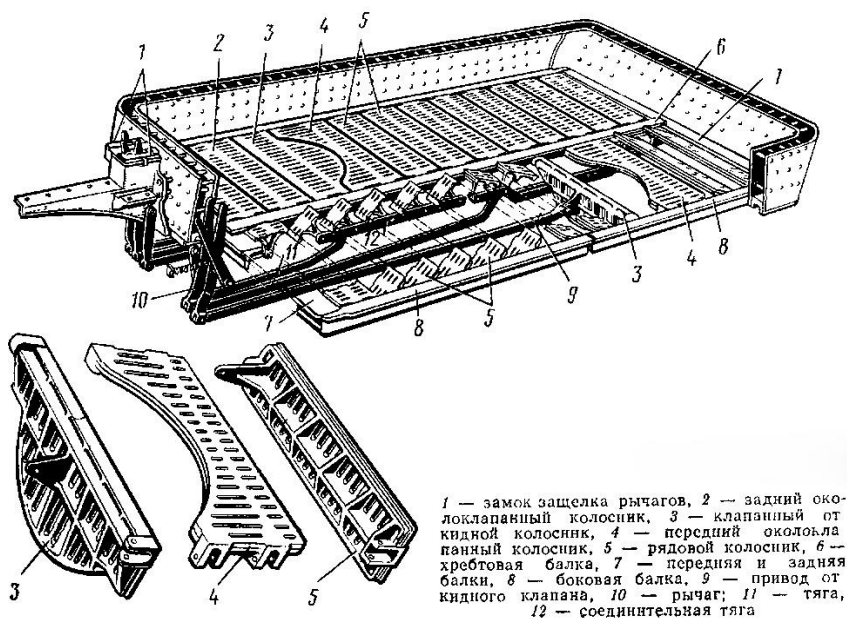 1 2 3 4 5 6 1
10 11 12 7 8 5 9 3 4 8
3 4 5
1 — замок защелка рычагов, 2 — задний око-
локлапанный колосник, 3 — клапанный от
кидной колосник, 4 — передний околокла
панный колосник, 5 — рядовой колосник, 6 —
хребтовая балка, 7 — передняя и задняя
балки, 8 — боковая балка, 9 — привод от
кидного клапана, 10 — рычаг; 11 — тяга,
12 — соединительная тяга